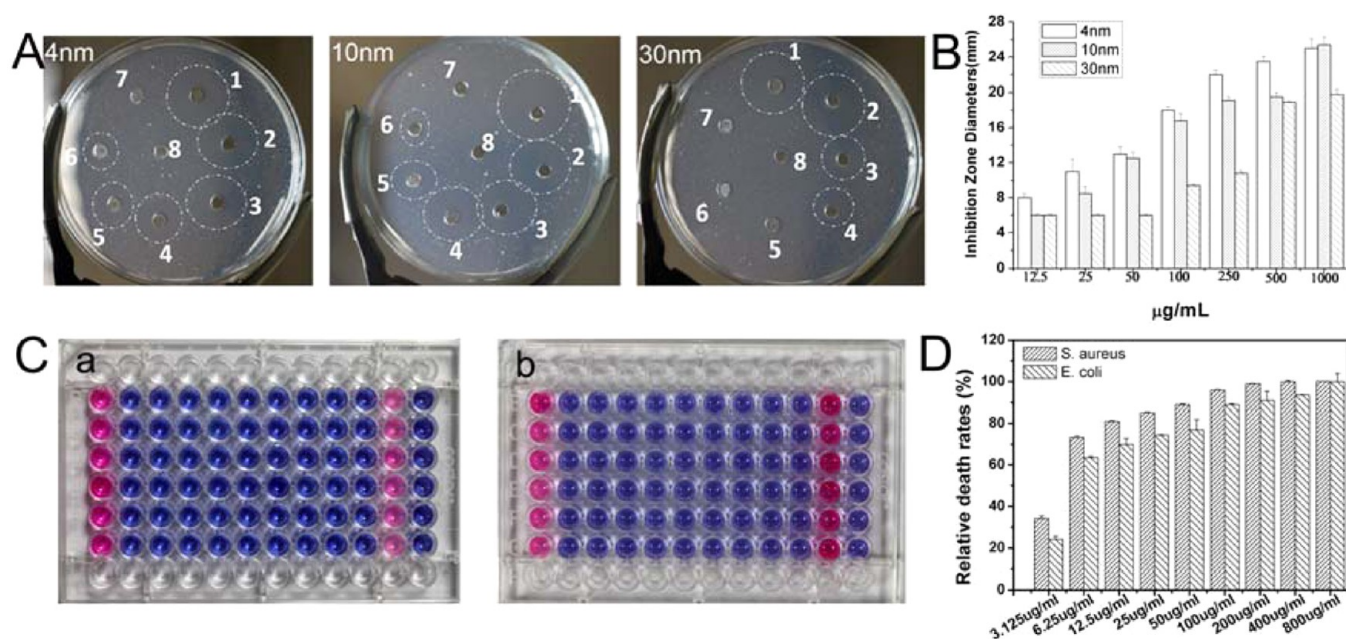 A
4nm
1
2
3
4
5
6
7
8
10nm
1
2
3
4
5
6
7
8
30nm
1
2
3
4
5
6
7
8
B
Inhibition Zone Diameters(mm)
28
24
20
16
12
8
4
4nm
10nm
30nm
12.5 25 50 100 250 500 1000
μg/mL
C
a
b
D
Relative death rates (%)
120
100
80
60
40
20
0
S. aureus
E. coli
3.125ug/ml
6.25ug/ml
12.5ug/ml
25ug/ml
50ug/ml
100ug/ml
200ug/ml
400ug/ml
800ug/ml